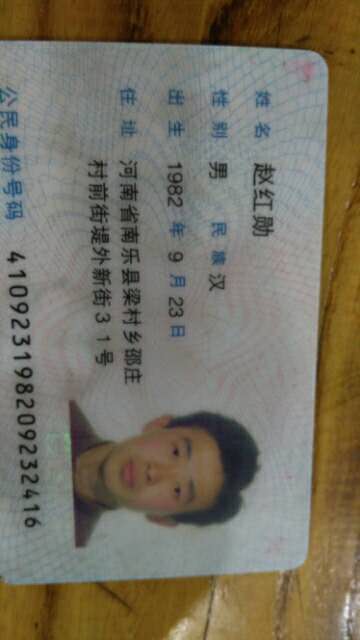 姓名 赵红勋
性别 男 民族 汉
出生 1982 年 9 月 23 日
住址 河南省南乐县梁村乡邵庄
村前街堤外新街31号
公民身份号码 410923198209232416